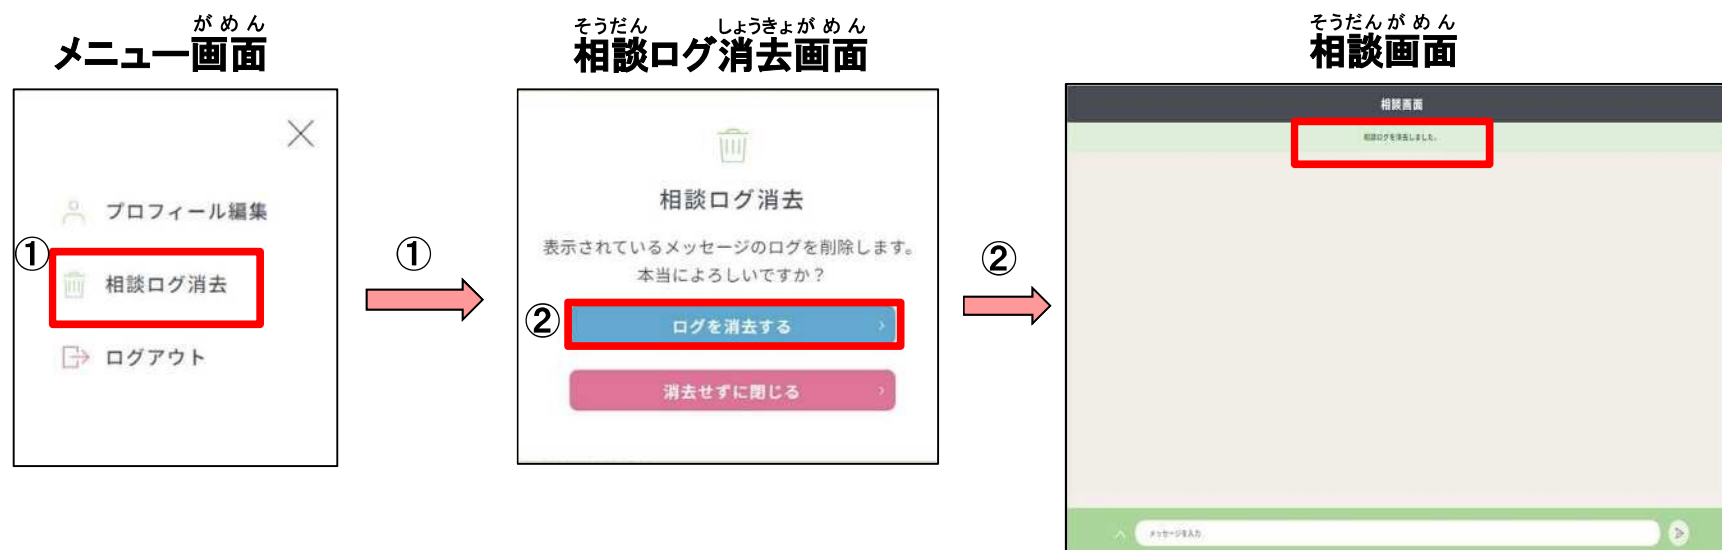 がめん
メニュー画面
プロフィール編集
①
相談ログ消去
ログアウト
①
そうだん しょうきょがめん
相談ログ消去画面
相談ログ消去
表示されているメッセージのログを削除します。
本当によろしいですか？
②
ログを消去する
消去せずに閉じる
②
そうだんがめん
相談画面
相談画面
相談ログを消去しました。
メッセージを入力